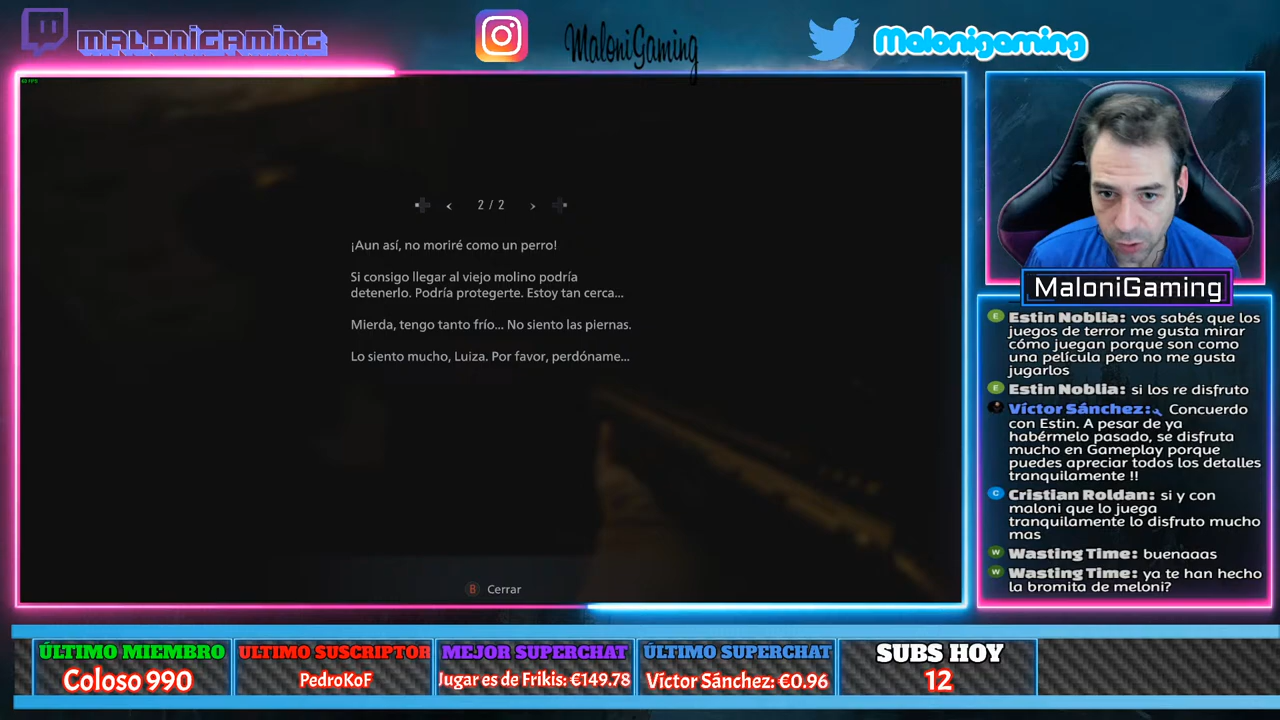 MALONIGAMING
MaloniGaming
Malonigaming
60 FPS
< 2 / 2 >
¡Aun así, no moriré como un perro!
Si consigo llegar al viejo molino podría
detenerlo. Podría protegerte. Estoy tan cerca...
Mierda, tengo tanto frío... No siento las piernas.
Lo siento mucho, Luiza. Por favor, perdóname...
B Cerrar
MaloniGaming
E Estin Noblia: vos sabés que los
juegos de terror me gusta mirar
cómo juegan porque son como
una película pero no me gusta
jugarlos
E Estin Noblia: si los re disfruto
Víctor Sánchez: Concuerdo
con Estin. A pesar de ya
habérmelo pasado, se disfruta
mucho en Gameplay porque
puedes apreciar todos los detalles
tranquilamente !!
C Cristian Roldan: si y con
maloni que lo juega
tranquilamente lo disfruto mucho
mas
W Wasting Time: buenaaas
W Wasting Time: ya te han hecho
la bromita de meloni?
ÚLTIMO MIEMBRO
Coloso 990
ULTIMO SUSCRIPTOR
PedroKoF
MEJOR SUPERCHAT
Jugar es de Frikis: €149.78
ÚLTIMO SUPERCHAT
Víctor Sánchez: €0.96
SUBS HOY
12